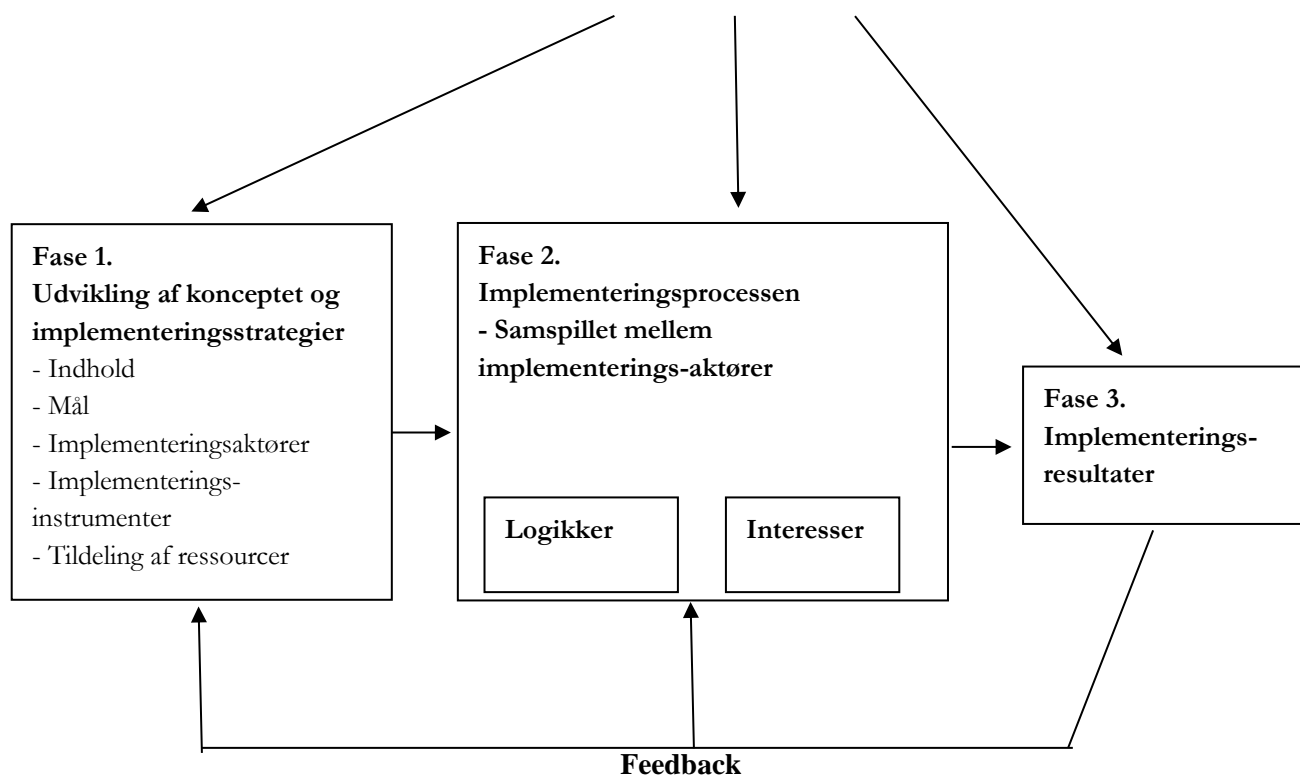 Fase 1.
Udvikling af konceptet og
implementeringsstrategier
- Indhold
- Mål
- Implementeringsaktører
- Implementerings-
instrumenter
- Tildeling af ressourcer
Fase 2.
Implementeringsprocessen
- Samspillet mellem
implementerings-aktører
Logikker
Interesser
Fase 3.
Implementerings-
resultater
Feedback